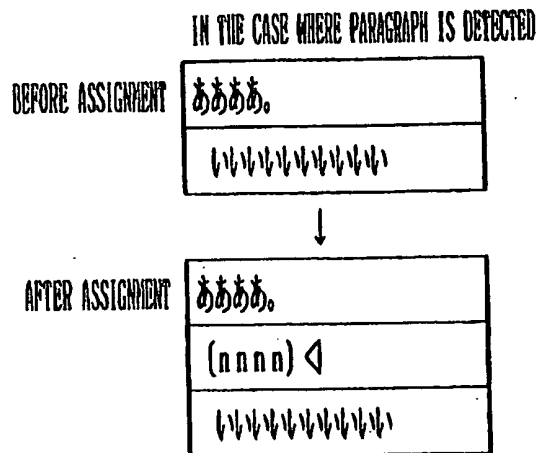 IN THE CASE WHERE PARAGRAPH IS DETECTED
BEFORE ASSIGNMENT
ああああ。
いいいいいいいいいい
↓
AFTER ASSIGNMENT
ああああ。
(nnnn) ◁
いいいいいいいいいい